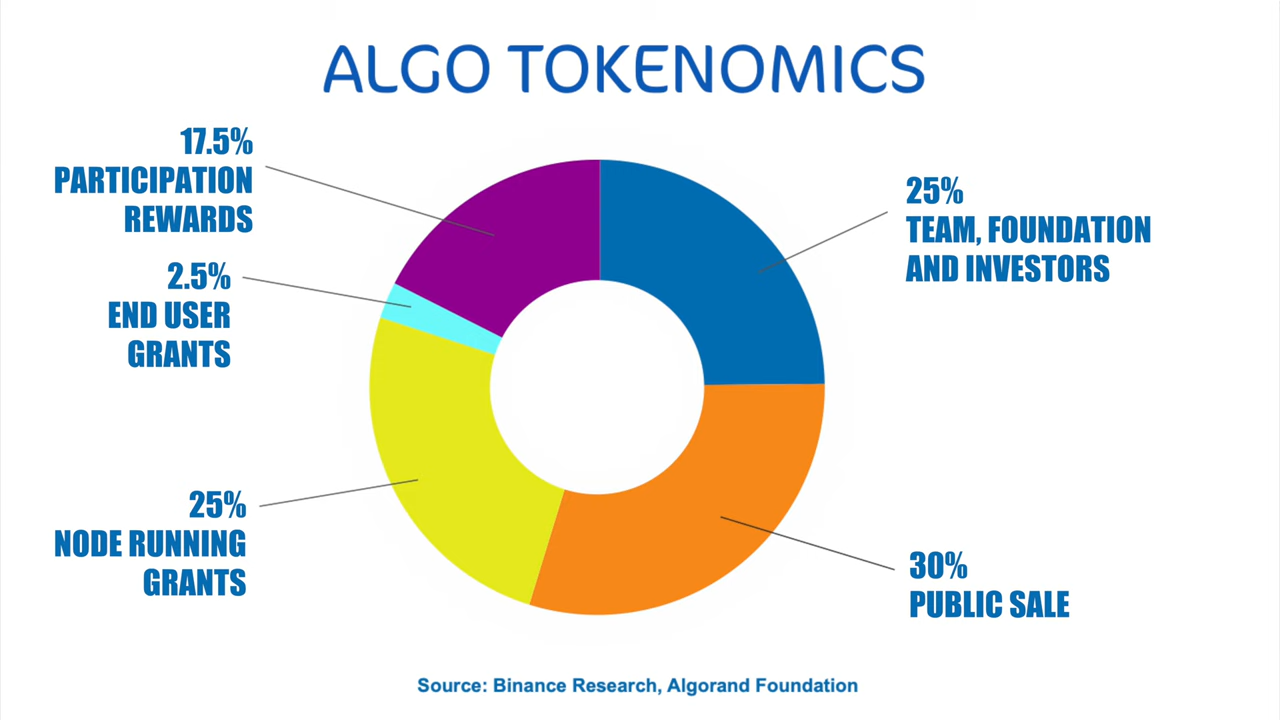 ALGO TOKENOMICS
17.5%
PARTICIPATION
REWARDS
2.5%
END USER
GRANTS
25%
NODE RUNNING
GRANTS
25%
TEAM, FOUNDATION
AND INVESTORS
30%
PUBLIC SALE
Source: Binance Research, Algorand Foundation